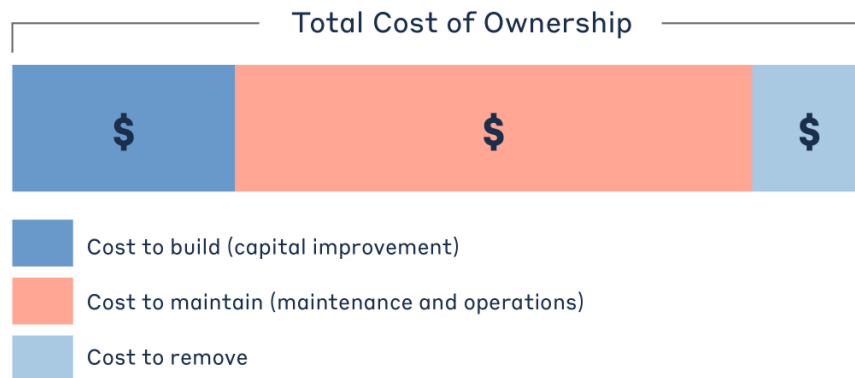 Total Cost of Ownership
$ $ $
Cost to build (capital improvement)
Cost to maintain (maintenance and operations)
Cost to remove